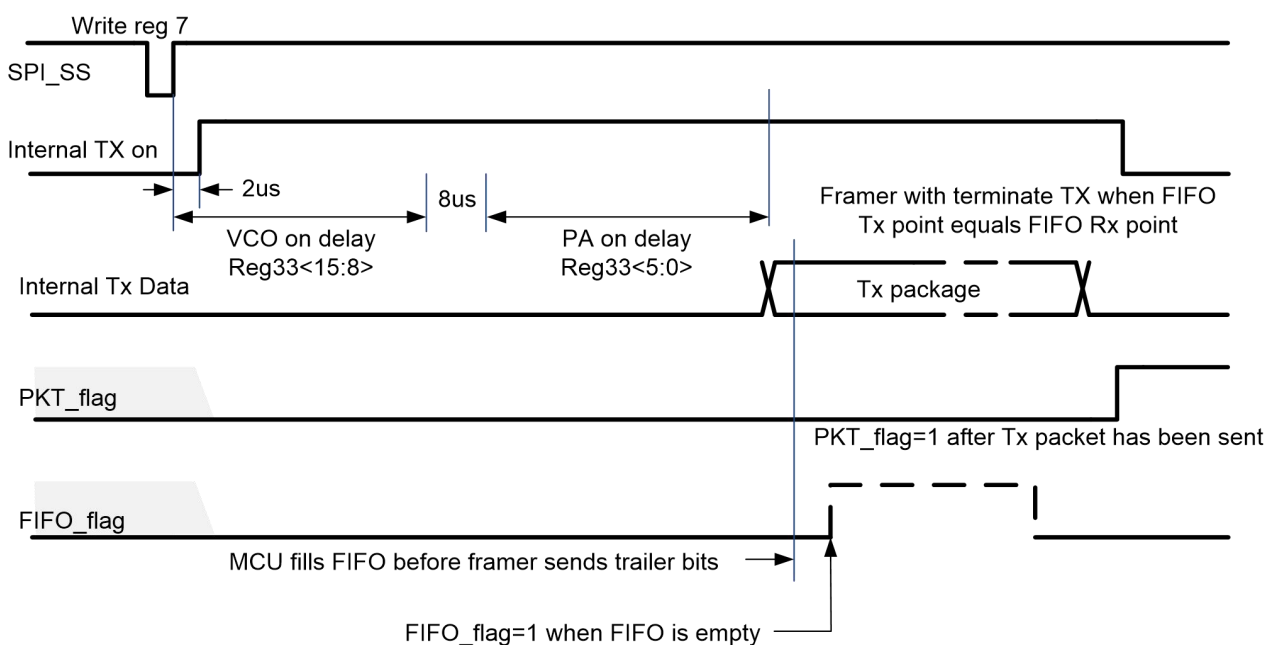 Write reg 7
SPI_SS
Internal TX on
2us
8us
VCO on delay
Reg33<15:8>
PA on delay
Reg33<5:0>
Framer with terminate TX when FIFO
Tx point equals FIFO Rx point
Internal Tx Data
Tx package
PKT_flag
PKT_flag=1 after Tx packet has been sent
FIFO_flag
MCU fills FIFO before framer sends trailer bits
FIFO_flag=1 when FIFO is empty